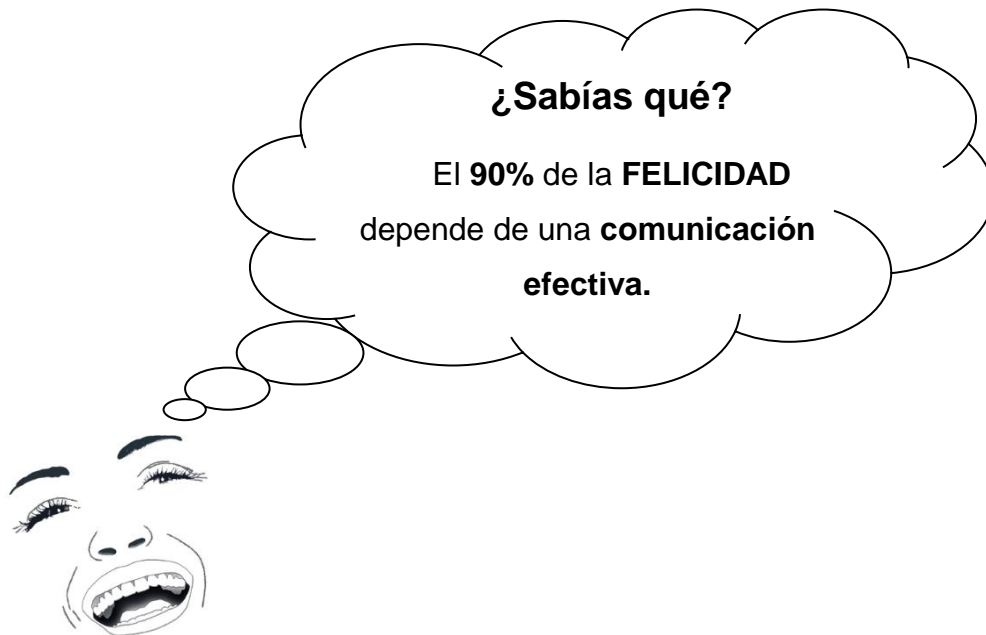 ¿Sabías qué?
El 90% de la FELICIDAD
depende de una comunicación
efectiva.